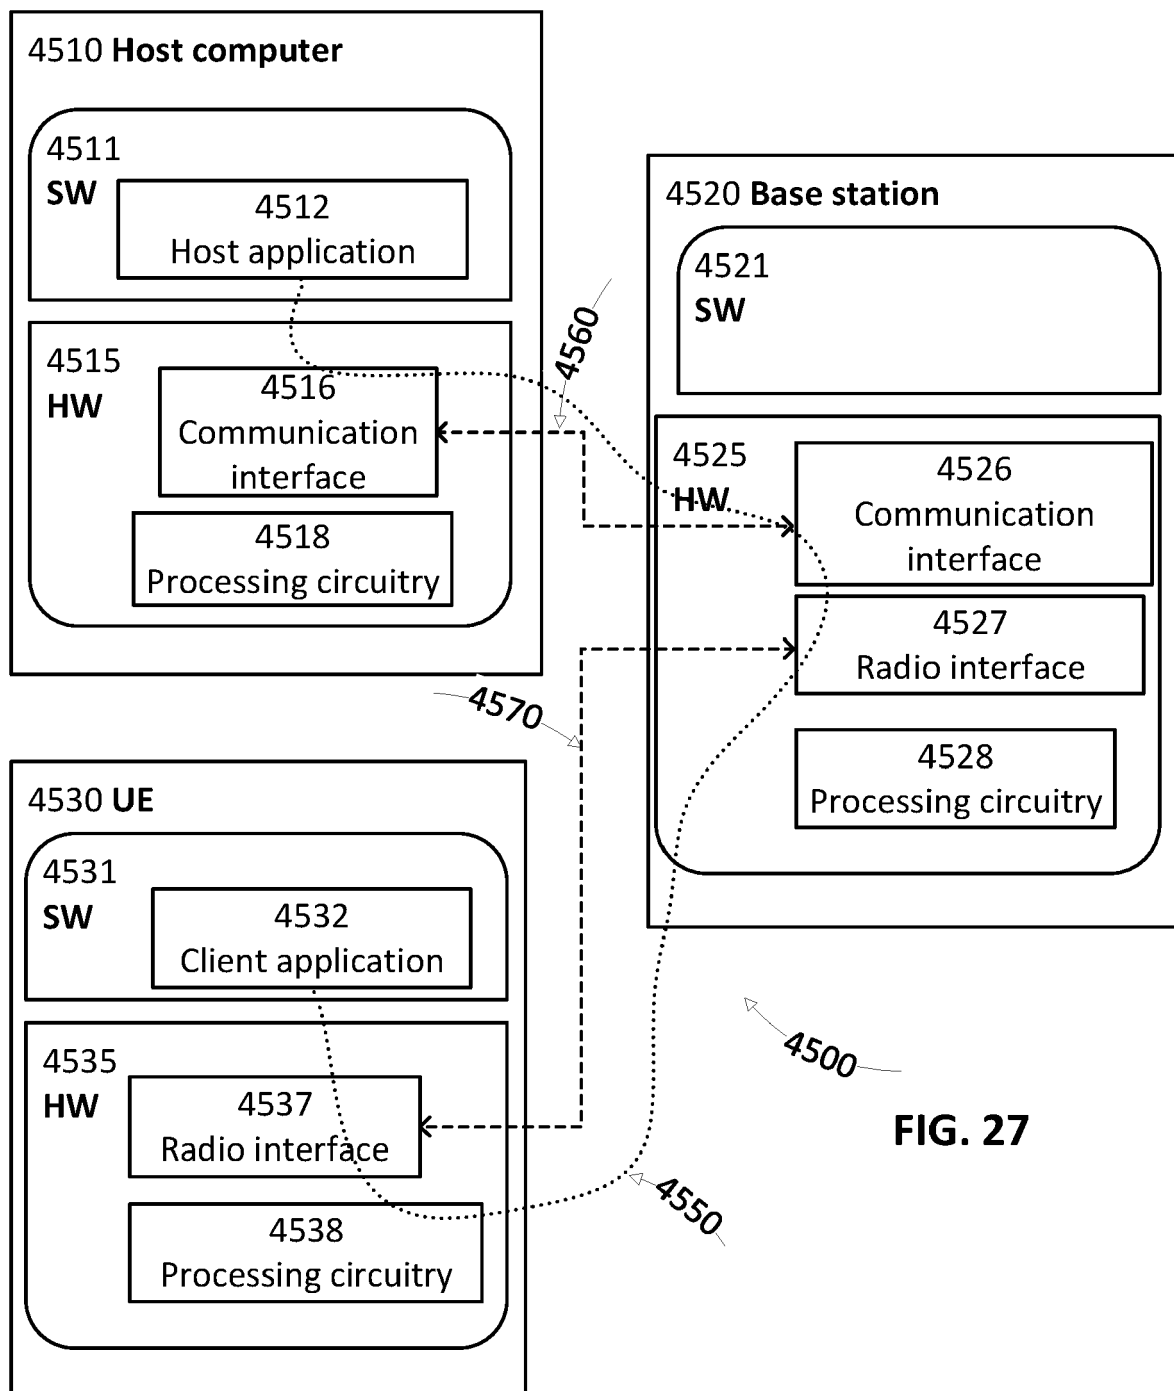 4510 Host computer
4511
SW
4512
Host application
4515
HW
4516
Communication
interface
4518
Processing circuitry
4560
4520 Base station
4521
SW
4525
HW
4526
Communication
interface
4527
Radio interface
4528
Processing circuitry
4570
4530 UE
4531
SW
4532
Client application
4535
HW
4537
Radio interface
4538
Processing circuitry
4500
FIG. 27
4550